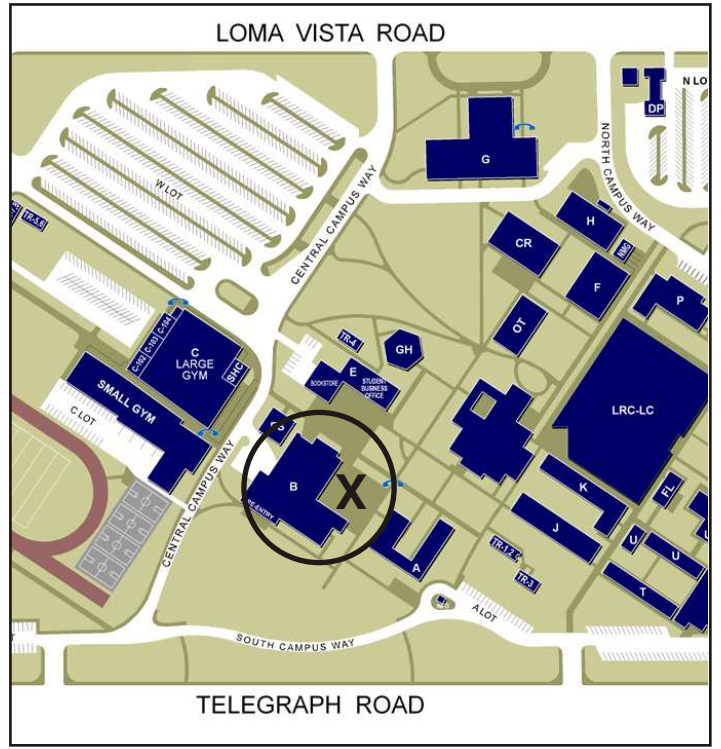 LOMA VISTA ROAD
N LOT
DP
NORTH CAMPUS WAY
G
W LOT
CENTRAL CAMPUS WAY
H
TR-5,6
CR
NMG
F
P
OT
C-104
C-103
C-102
C
LARGE
GYM
SHC
TR-4
GH
E
BOOKSTORE
STUDENT
BUSINESS
OFFICE
SMALL GYM
C LOT
LRC-LC
B
X
K
FL
J
A
U
U
TR-1,2
TR-3
T
CENTRAL CAMPUS WAY
A LOT
SOUTH CAMPUS WAY
TELEGRAPH ROAD